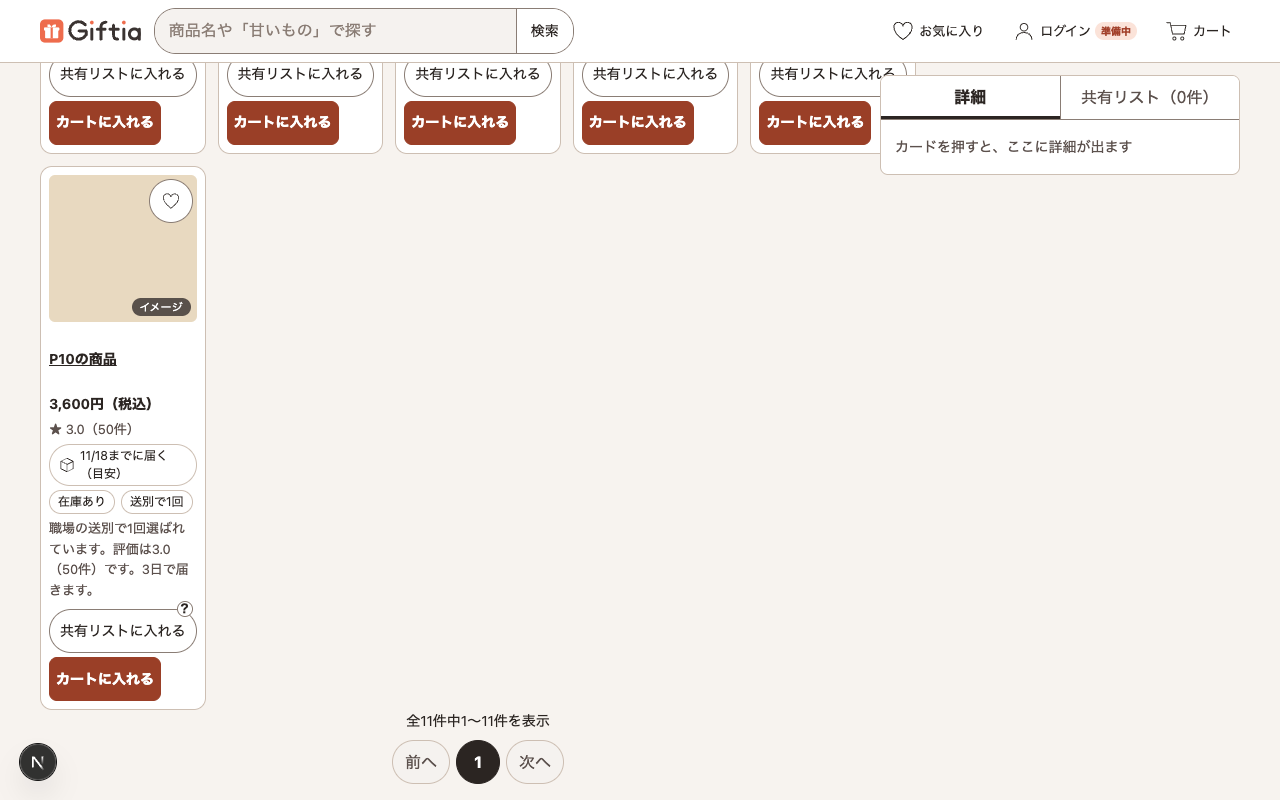 Giftia
商品名や「甘いもの」で探す
検索
お気に入り
ログイン
準備中
カート
共有リストに入れる
共有リストに入れる
共有リストに入れる
共有リストに入れる
共有リストに入れる
カートに入れる
カートに入れる
カートに入れる
カートに入れる
カートに入れる
詳細
共有リスト（0件）
カードを押すと、ここに詳細が出ます
イメージ
P10の商品
3,600円（税込）
★ 3.0（50件）
11/18までに届く
（目安）
在庫あり
送別で1回
職場の送別で1回選ばれ
ています。評価は3.0
（50件）です。3日で届
きます。
?
共有リストに入れる
カートに入れる
全11件中1〜11件を表示
前へ
1
次へ
N